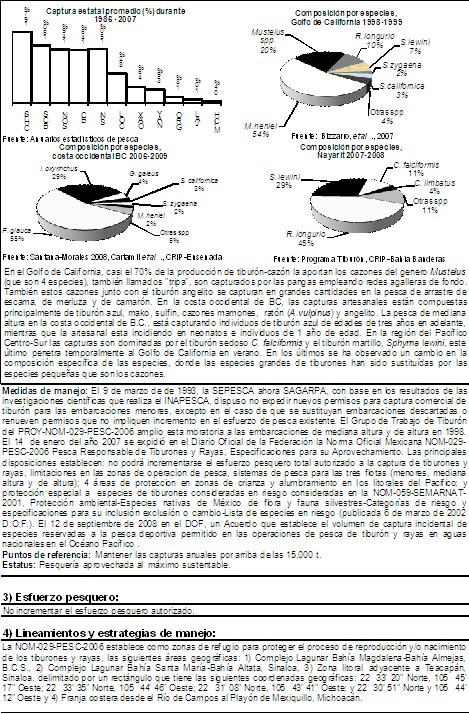 Captura estatal promedio (%) durante
1986 - 2007
Fuente: Anuarios estadísticos de pesca
Composición por especies,
Golfo de California 1998-1999
Mustelus
spp.
20%
R. longurio
10%
S. lewini
7%
S. zygaena
2%
S. californica
3%
Otras spp
4%
M. henlei
54%
Fuente: Bizzario, et al .., 2007
Composición por especies,
costa occidental BC 2006-2009
I. oxyrinchus
29%
G. galeus
4%
S. californica
3%
S. zygaena
2%
M. henlei
2%
Otras spp
5%
P. glauca
55%
Fuente: Santana-Morales 2008, Cartamil et al .., CRIP-Ensenada
Composición por especies,
Nayarit 2007-2008
S. lewini
29%
C. falciformis
11%
C. limbatus
4%
Otras spp
11%
R. longurio
45%
Fuente: Programa Tiburón , CRIP-Bahía Banderas
En el Golfo de California, casi el 70% de la producción de tiburón-cazón la aportan los cazones del genero Mustelus
(que son 4 especies), también llamados "tripa", son capturados por las pangas empleando redes agalleras de fondo.
También estos cazones junto con el tiburón angelito se capturan en grandes cantidades en la pesca de arrastre de
escama, de merluza y de camarón. En la costa occidental de BC, las capturas artesanales están compuestas
principalmente de tiburón azul, mako, sulfin, cazones mamones, ratón (A.vulpinus) y angelito. La pesca de mediana
altura en la costa occidental de B.C., está capturando individuos de tiburón azul de edades de tres años en adelante,
mientras que la artesanal esta incidiendo en neonatos e individuos de 1 año de edad. En la región del Pacífico
Centro-Sur las capturas son dominadas por el tiburón sedoso C. falciformis y el tiburón martillo, Sphyrna lewini, este
último penetra temporalmente al Golfo de California en verano. En los últimos se ha observado un cambio en la
composición específica de las especies, donde las especies grandes de tiburones han sido sustituidas por las
especies pequeñas que son los cazones.
Medidas de manejo: El 9 de marzo de de 1993, la SEPESCA ahora SAGARPA, con base en los resultados de las
investigaciones científicas que realiza el INAPESCA, dispuso no expedir nuevos permisos para captura comercial de
tiburón para las embarcaciones menores, excepto en el caso de que se sustituyan embarcaciones descartadas o
renueven permisos que no impliquen incremento en el esfuerzo de pesca existente. El Grupo de Trabajo de Tiburón
del PROY-NOM-029-PESC-2006 amplio esta moratoria a las embarcaciones de mediana altura y de altura en 1998.
El 14 de enero del año 2007 se expidió en el Diario Oficial de la Federación la Norma Oficial Mexicana NOM-029-
PESC-2006 Pesca Responsable de Tiburones y Rayas, Especificaciones para su Aprovechamiento. Las principales
disposiciones establecen: no podrá incrementarse el esfuerzo pesquero total autorizado a la captura de tiburones y
rayas, limitaciones en las zonas de operacion de pesca, sistemas de pesca para las tres flotas (menores, mediana
altura y de altura); 4 áreas de protección en zonas de crianza y alumbramiento en los litorales del Pacífico; y
protección especial a especies de tiburones consideradas en riesgo consideradas en la NOM-059-SEMARNAT-
2001, Protección ambiental-Especies nativas de México de flora y fauna silvestres-Categorías de riesgo y
especificaciones para su inclusión exclusión o cambio-Lista de especies en riesgo (publicada 6 de marzo de 2002
D.O.F.). El 12 de septiembre de 2008 en el DOF, un Acuerdo que establece el volumen de captura incidental de
especies reservadas a la pesca deportiva permitido en las operaciones de pesca de tiburón y rayas en aguas
nacionales en el Océano Pacífico .
Puntos de referencia: Mantener las capturas anuales por arriba de las 15,000 t.
Estatus: Pesquería aprovechada al máximo sustentable.
3) Esfuerzo pesquero:
No incrementar el esfuerzo pesquero autorizado.
4) Lineamientos y estrategias de manejo:
La NOM-029-PESC-2006 establece como zonas de refugio para proteger el proceso de reproducción y/o nacimiento
de los tiburones y rayas, las siguientes áreas geográficas: 1) Complejo Lagunar Bahía Magdalena-Bahía Almejas,
B.C.S., 2) Complejo Lagunar Bahía Santa María-Bahía Altata, Sinaloa, 3) Zona litoral adyacente a Teacapán,
Sinaloa, delimitado por un rectángulo que tiene las siguientes coordenadas geográficas: 22 33' 20" Norte, 105 45'
17" Oeste; 22 33' 35" Norte, 105 44' 46" Oeste; 22 31' 08" Norte, 105 43' 41" Oeste; y 22 30' 51" Norte y 105 44'
12" Oeste y 4) Franja costera desde el Río de Campos al Playón de Mexiquillo, Michoacán.